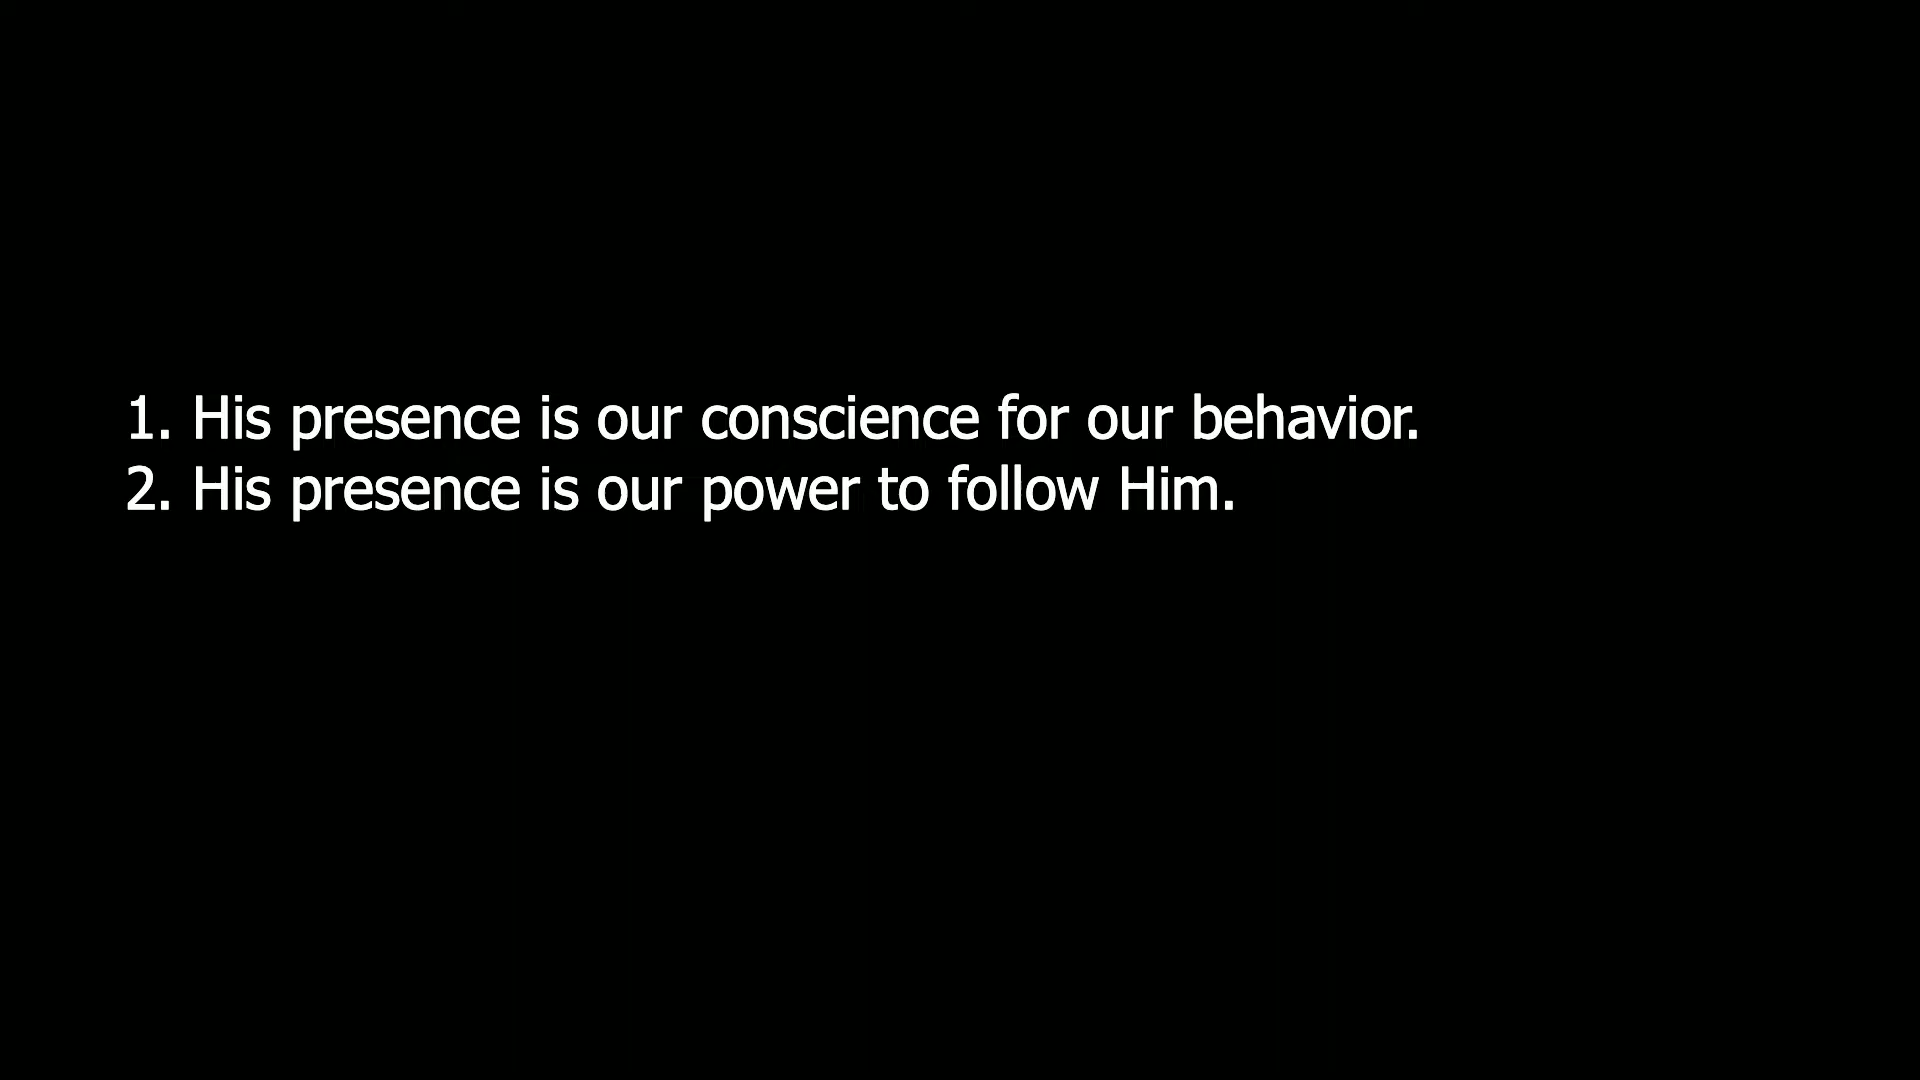 1. His presence is our conscience for our behavior.
2. His presence is our power to follow Him.